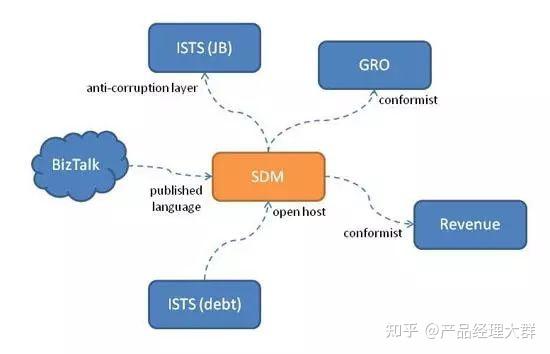 ISTS (JB)
GRO
anti-corruption layer
conformist
BizTalk
SDM
published
language
open host
conformist
Revenue
ISTS (debt)
知乎 @产品经理大群